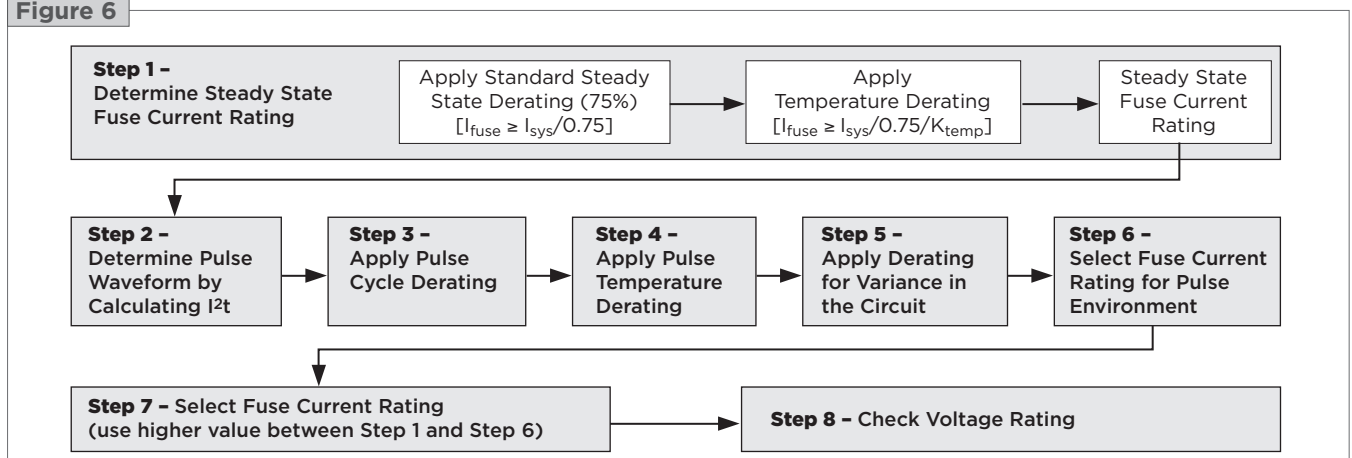 Figure 6
Step 1 –
Determine Steady State
Fuse Current Rating
Apply Standard Steady
State Derating (75%)
[Ifuse ≥ Isys/0.75]
Apply
Temperature Derating
[Ifuse ≥ Isys/0.75/Ktemp]
Steady State
Fuse Current
Rating
Step 2 –
Determine Pulse
Waveform by
Calculating I²t
Step 3 –
Apply Pulse
Cycle Derating
Step 4 –
Apply Pulse
Temperature
Derating
Step 5 –
Apply Derating
for Variance in
the Circuit
Step 6 –
Select Fuse Current
Rating for Pulse
Environment
Step 7 – Select Fuse Current Rating
(use higher value between Step 1 and Step 6)
Step 8 – Check Voltage Rating